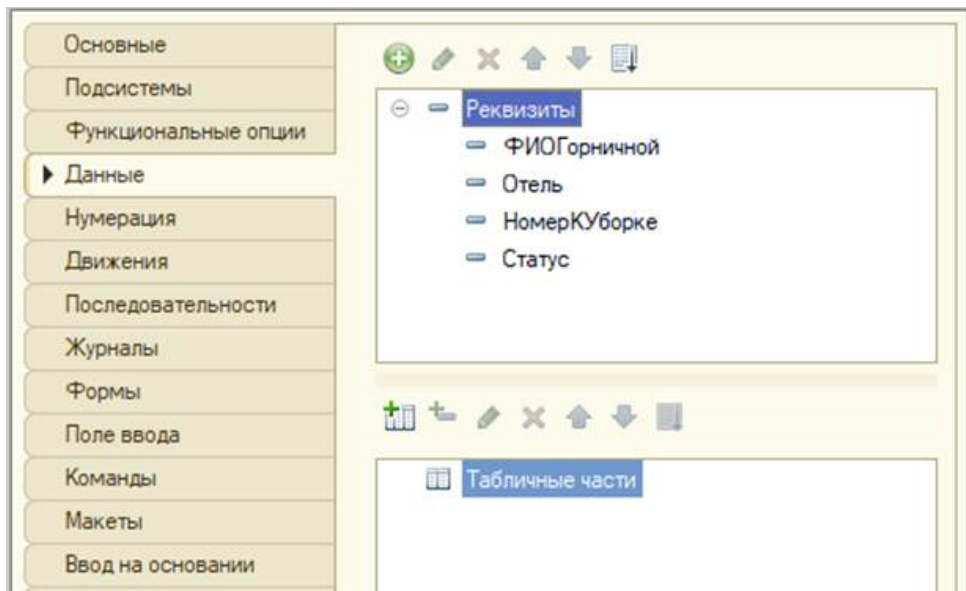 Основные
Подсистемы
Функциональные опции
Данные
Нумерация
Движения
Последовательности
Журналы
Формы
Поле ввода
Команды
Макеты
Ввод на основании
Реквизиты
ФИОГорничной
Отель
НомерКУборке
Статус
Табличные части